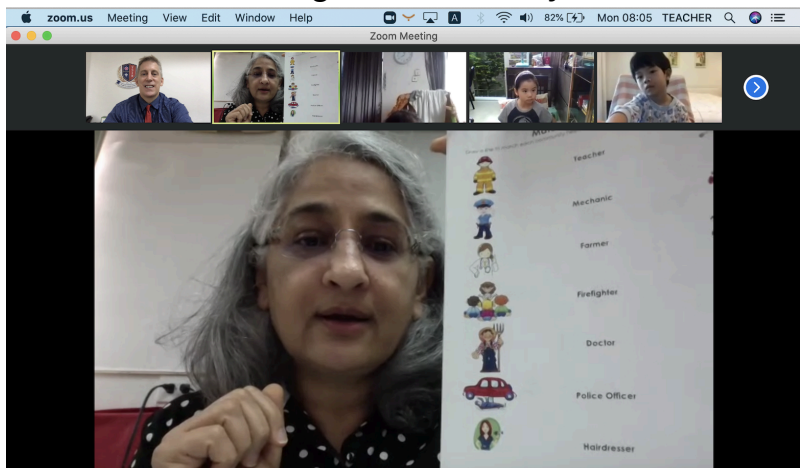 zoom.us Meeting View Edit Window Help 82% Mon 08:05 TEACHER
Zoom Meeting
Teacher
Mechanic
Farmer
Firefighter
Doctor
Police Officer
Hairdresser